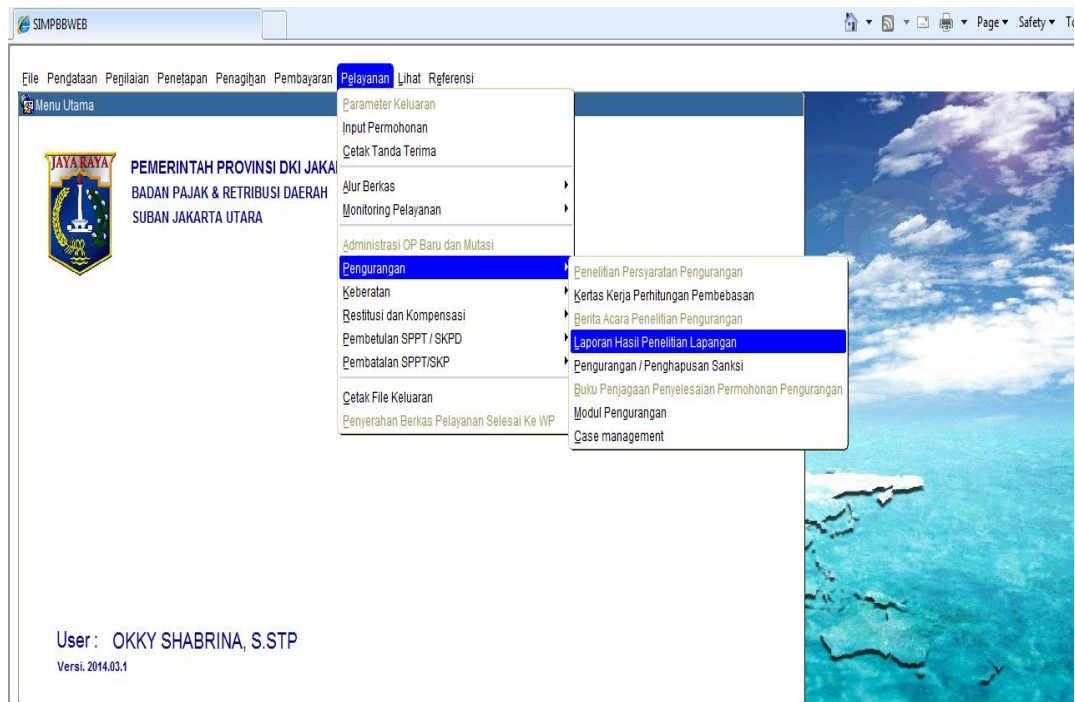 SIMPBBWEB
Page Safety
File Pendataan Penilaian Penetapan Penagihan Pembayaran Pelayanan Lihat Referensi
Menu Utama
JAYA RAYA
PEMERINTAH PROVINSI DKI JAKA
BADAN PAJAK & RETRIBUSI DAERAH
SUBAN JAKARTA UTARA
Parameter Keluaran
Input Permohonan
Cetak Tanda Terima
Alur Berkas
Monitoring Pelayanan
Administrasi OP Baru dan Mutasi
Pengurangan
Keberatan
Restitusi dan Kompensasi
Pembetulan SPPT / SKPD
Pembatalan SPPT/SKP
Cetak File Keluaran
Penyerahan Berkas Pelayanan Selesai Ke WP
Penelitian Persyaratan Pengurangan
Kertas Kerja Perhitungan Pembebasan
Berita Acara Penelitian Pengurangan
Laporan Hasil Penelitian Lapangan
Pengurangan / Penghapusan Sanksi
Buku Penjagaan Penyelesaian Permohonan Pengurangan
Modul Pengurangan
Case management
User : OKKY SHABRINA, S.STP
Versi. 2014.03.1